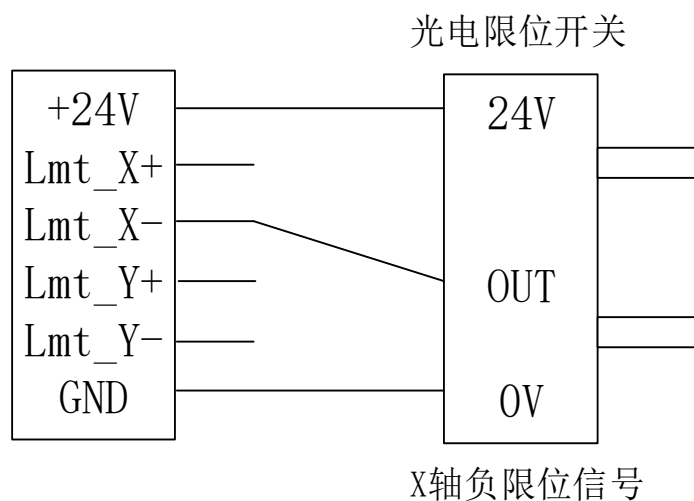 光电限位开关
+24V
Lmt_X+
Lmt_X-
Lmt_Y+
Lmt_Y-
GND
24V
OUT
0V
X轴负限位信号